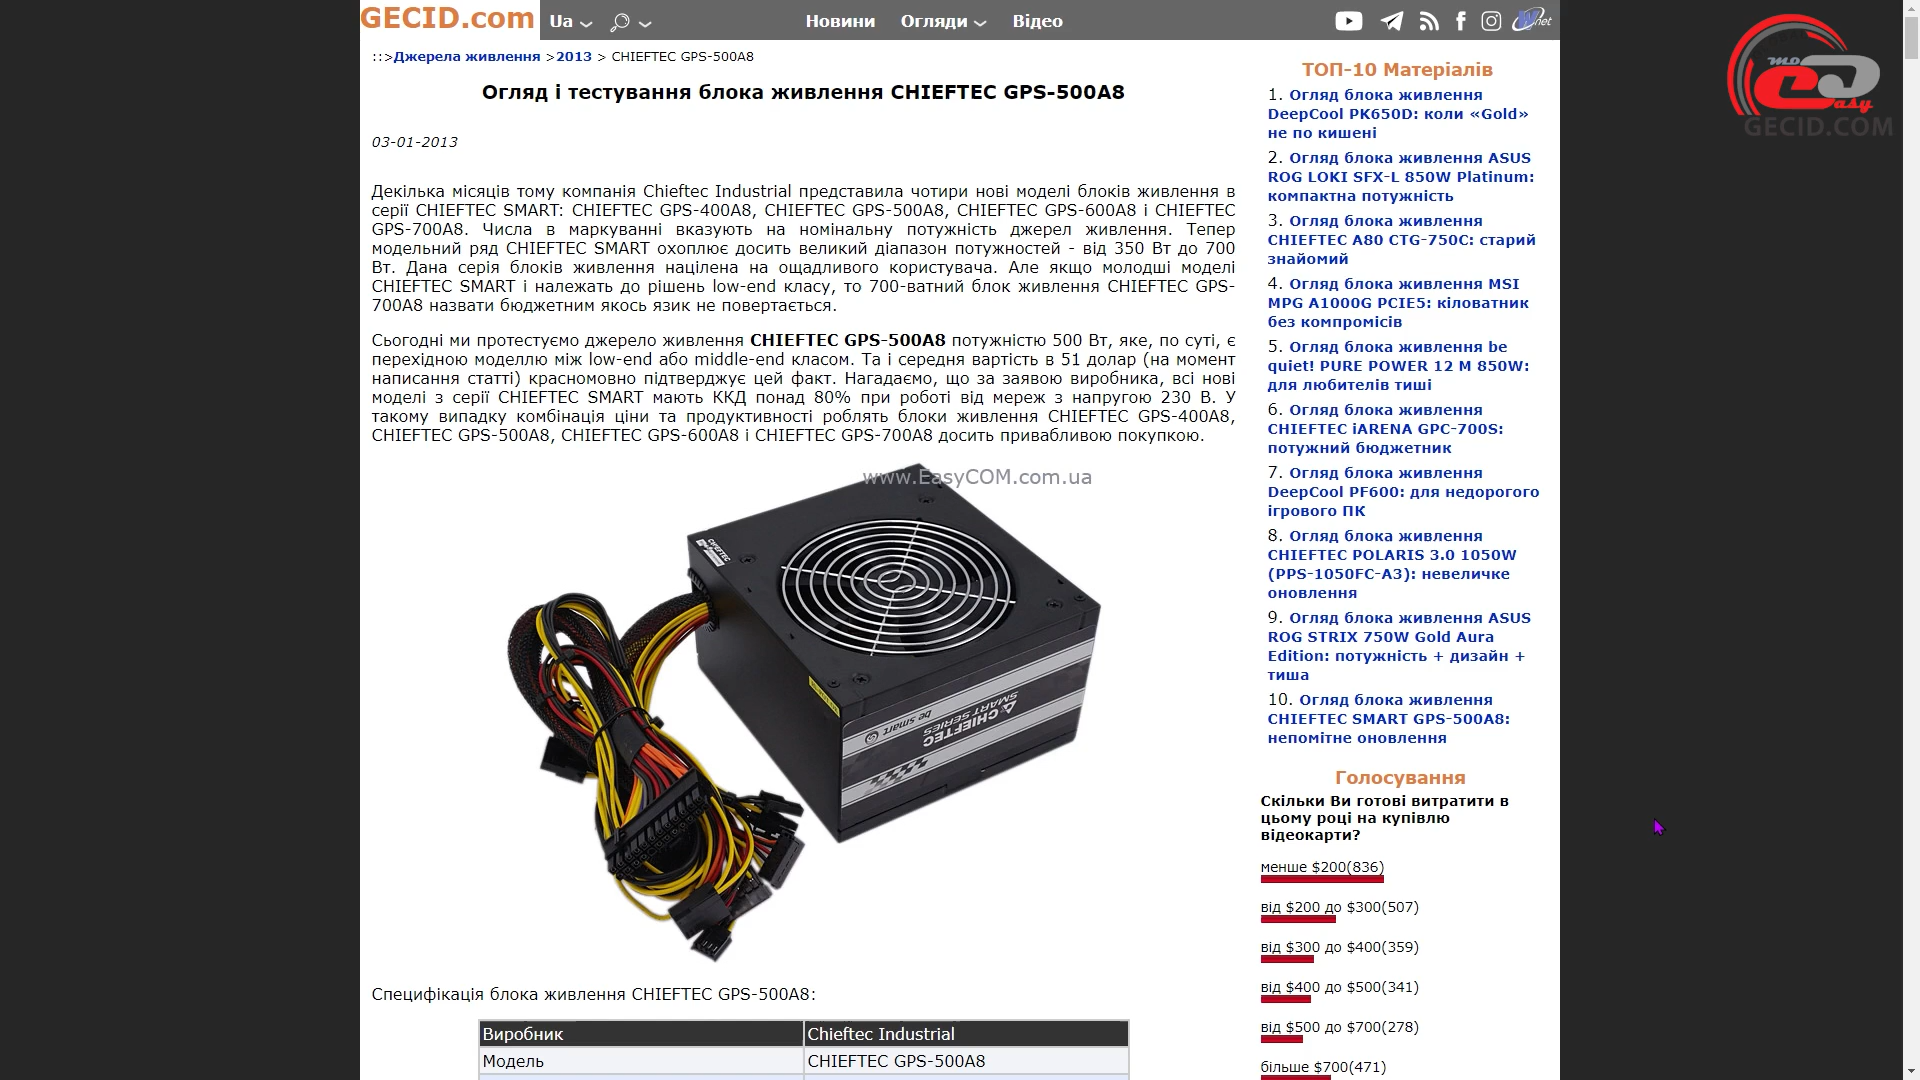 GECID.com
Ua
Новини Огляди Відео
::>Джерела живлення >2013 > CHIEFTEC GPS-500A8
Огляд і тестування блока живлення CHIEFTEC GPS-500A8
03-01-2013
Декілька місяців тому компанія Chieftec Industrial представила чотири нові моделі блоків живлення в
серії CHIEFTEC SMART: CHIEFTEC GPS-400A8, CHIEFTEC GPS-500A8, CHIEFTEC GPS-600A8 і CHIEFTEC
GPS-700A8. Числа в маркуванні вказують на номінальну потужність джерел живлення. Тепер
модельний ряд CHIEFTEC SMART охоплює досить великий діапазон потужностей - від 350 Вт до 700
Вт. Дана серія блоків живлення націлена на ощадливого користувача. Але якщо молодші моделі
CHIEFTEC SMART і належать до рішень low-end класу, то 700-ватний блок живлення CHIEFTEC GPS-
700A8 назвати бюджетним якось язик не повертається.
Сьогодні ми протестуємо джерело живлення CHIEFTEC GPS-500A8 потужністю 500 Вт, яке, по суті, є
перехідною моделлю між low-end або middle-end класом. Та і середня вартість в 51 долар (на момент
написання статті) красномовно підтверджує цей факт. Нагадаємо, що за заявою виробника, всі нові
моделі з серії CHIEFTEC SMART мають ККД понад 80% при роботі від мереж з напругою 230 В. У
такому випадку комбінація ціни та продуктивності роблять блоки живлення CHIEFTEC GPS-400A8,
CHIEFTEC GPS-500A8, CHIEFTEC GPS-600A8 і CHIEFTEC GPS-700A8 досить привабливою покупкою.
www.EasyCOM.com.ua
CHIEFTEC
CHIEFTEC
SMART SERIES
be smart
Специфікація блока живлення CHIEFTEC GPS-500A8:
Виробник Chieftec Industrial
Модель CHIEFTEC GPS-500A8
ТОП-10 Матеріалів
1. Огляд блока живлення
DeepCool PK650D: коли «Gold»
не по кишені
2. Огляд блока живлення ASUS
ROG LOKI SFX-L 850W Platinum:
компактна потужність
3. Огляд блока живлення
CHIEFTEC A80 CTG-750C: старий
знайомий
4. Огляд блока живлення MSI
MPG A1000G PCIE5: кіловатник
без компромісів
5. Огляд блока живлення be
quiet! PURE POWER 12 M 850W:
для любителів тиші
6. Огляд блока живлення
CHIEFTEC iARENA GPC-700S:
потужний бюджетник
7. Огляд блока живлення
DeepCool PF600: для недорогого
ігрового ПК
8. Огляд блока живлення
CHIEFTEC POLARIS 3.0 1050W
(PPS-1050FC-A3): невеличке
оновлення
9. Огляд блока живлення ASUS
ROG STRIX 750W Gold Aura
Edition: потужність + дизайн +
тиша
10. Огляд блока живлення
CHIEFTEC SMART GPS-500A8:
непомітне оновлення
Голосування
Скільки Ви готові витратити в
цьому році на купівлю
відеокарти?
менше $200(836)
від $200 до $300(507)
від $300 до $400(359)
від $400 до $500(341)
від $500 до $700(278)
більше $700(471)
GECID.COM